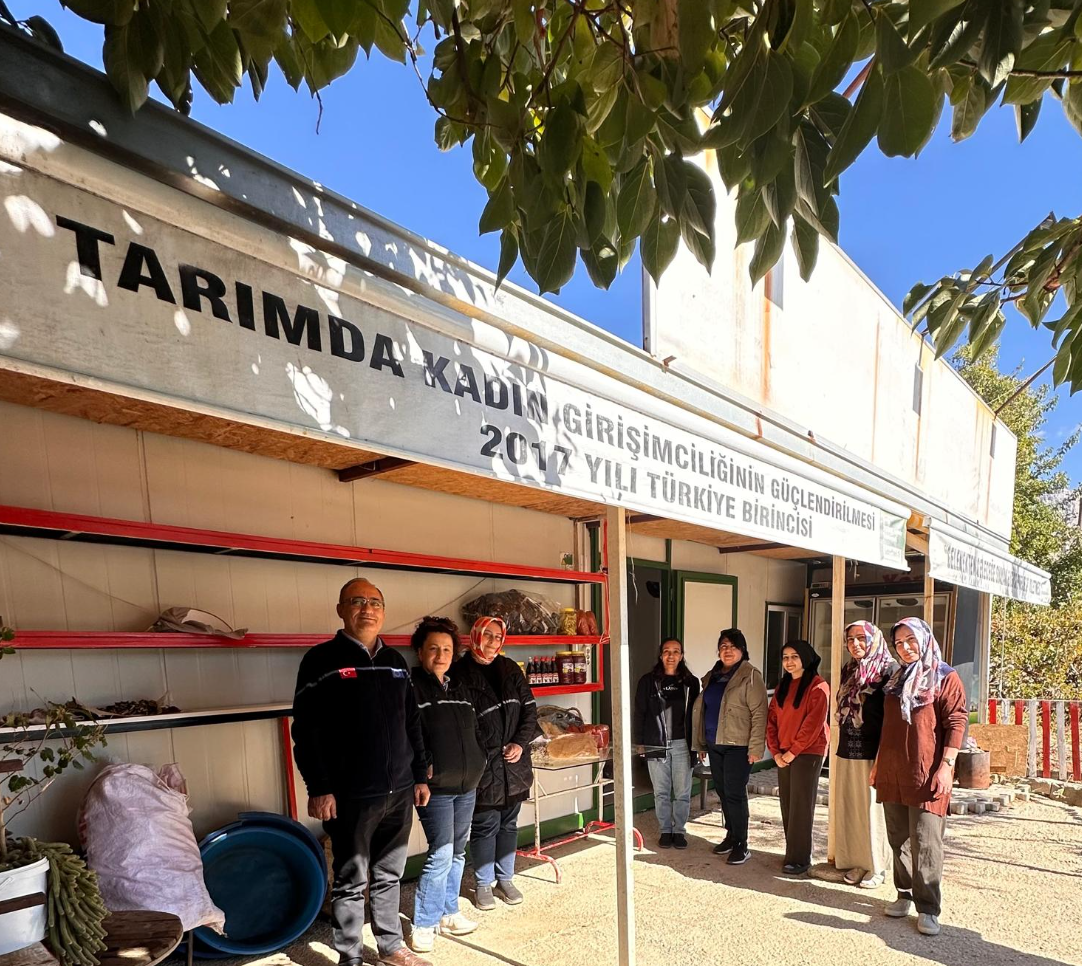 TARIMDA KADIN GİRİŞİMCİLİĞİNİN GÜÇLENDİRİLMESİ
2017 YILI TÜRKİYE BİRİNCİSİ